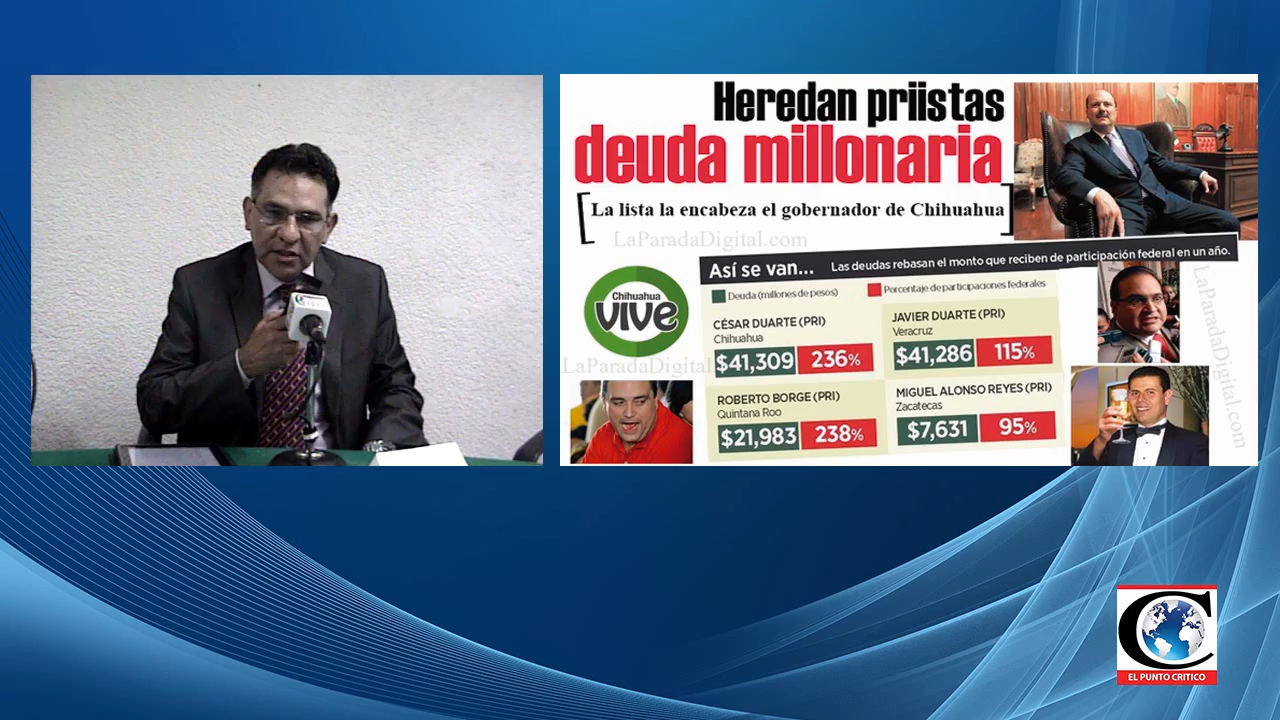 Heredan priistas
deuda millonaria
La lista la encabeza el gobernador de Chihuahua
LaParadaDigital.com
Así se van... Las deudas rebasan el monto que reciben de participación federal en un año.
Deuda (millones de pesos) Porcentaje de participaciones federales
Chihuahua
vive
CÉSAR DUARTE (PRI)
Chihuahua
$41,309 236%
JAVIER DUARTE (PRI)
Veracruz
$41,286 115%
ROBERTO BORGE (PRI)
Quintana Roo
$21,983 238%
MIGUEL ALONSO REYES (PRI)
Zacatecas
$7,631 95%
LaParadaDigital
LaParadaDigital.com
C
EL PUNTO CRITICO